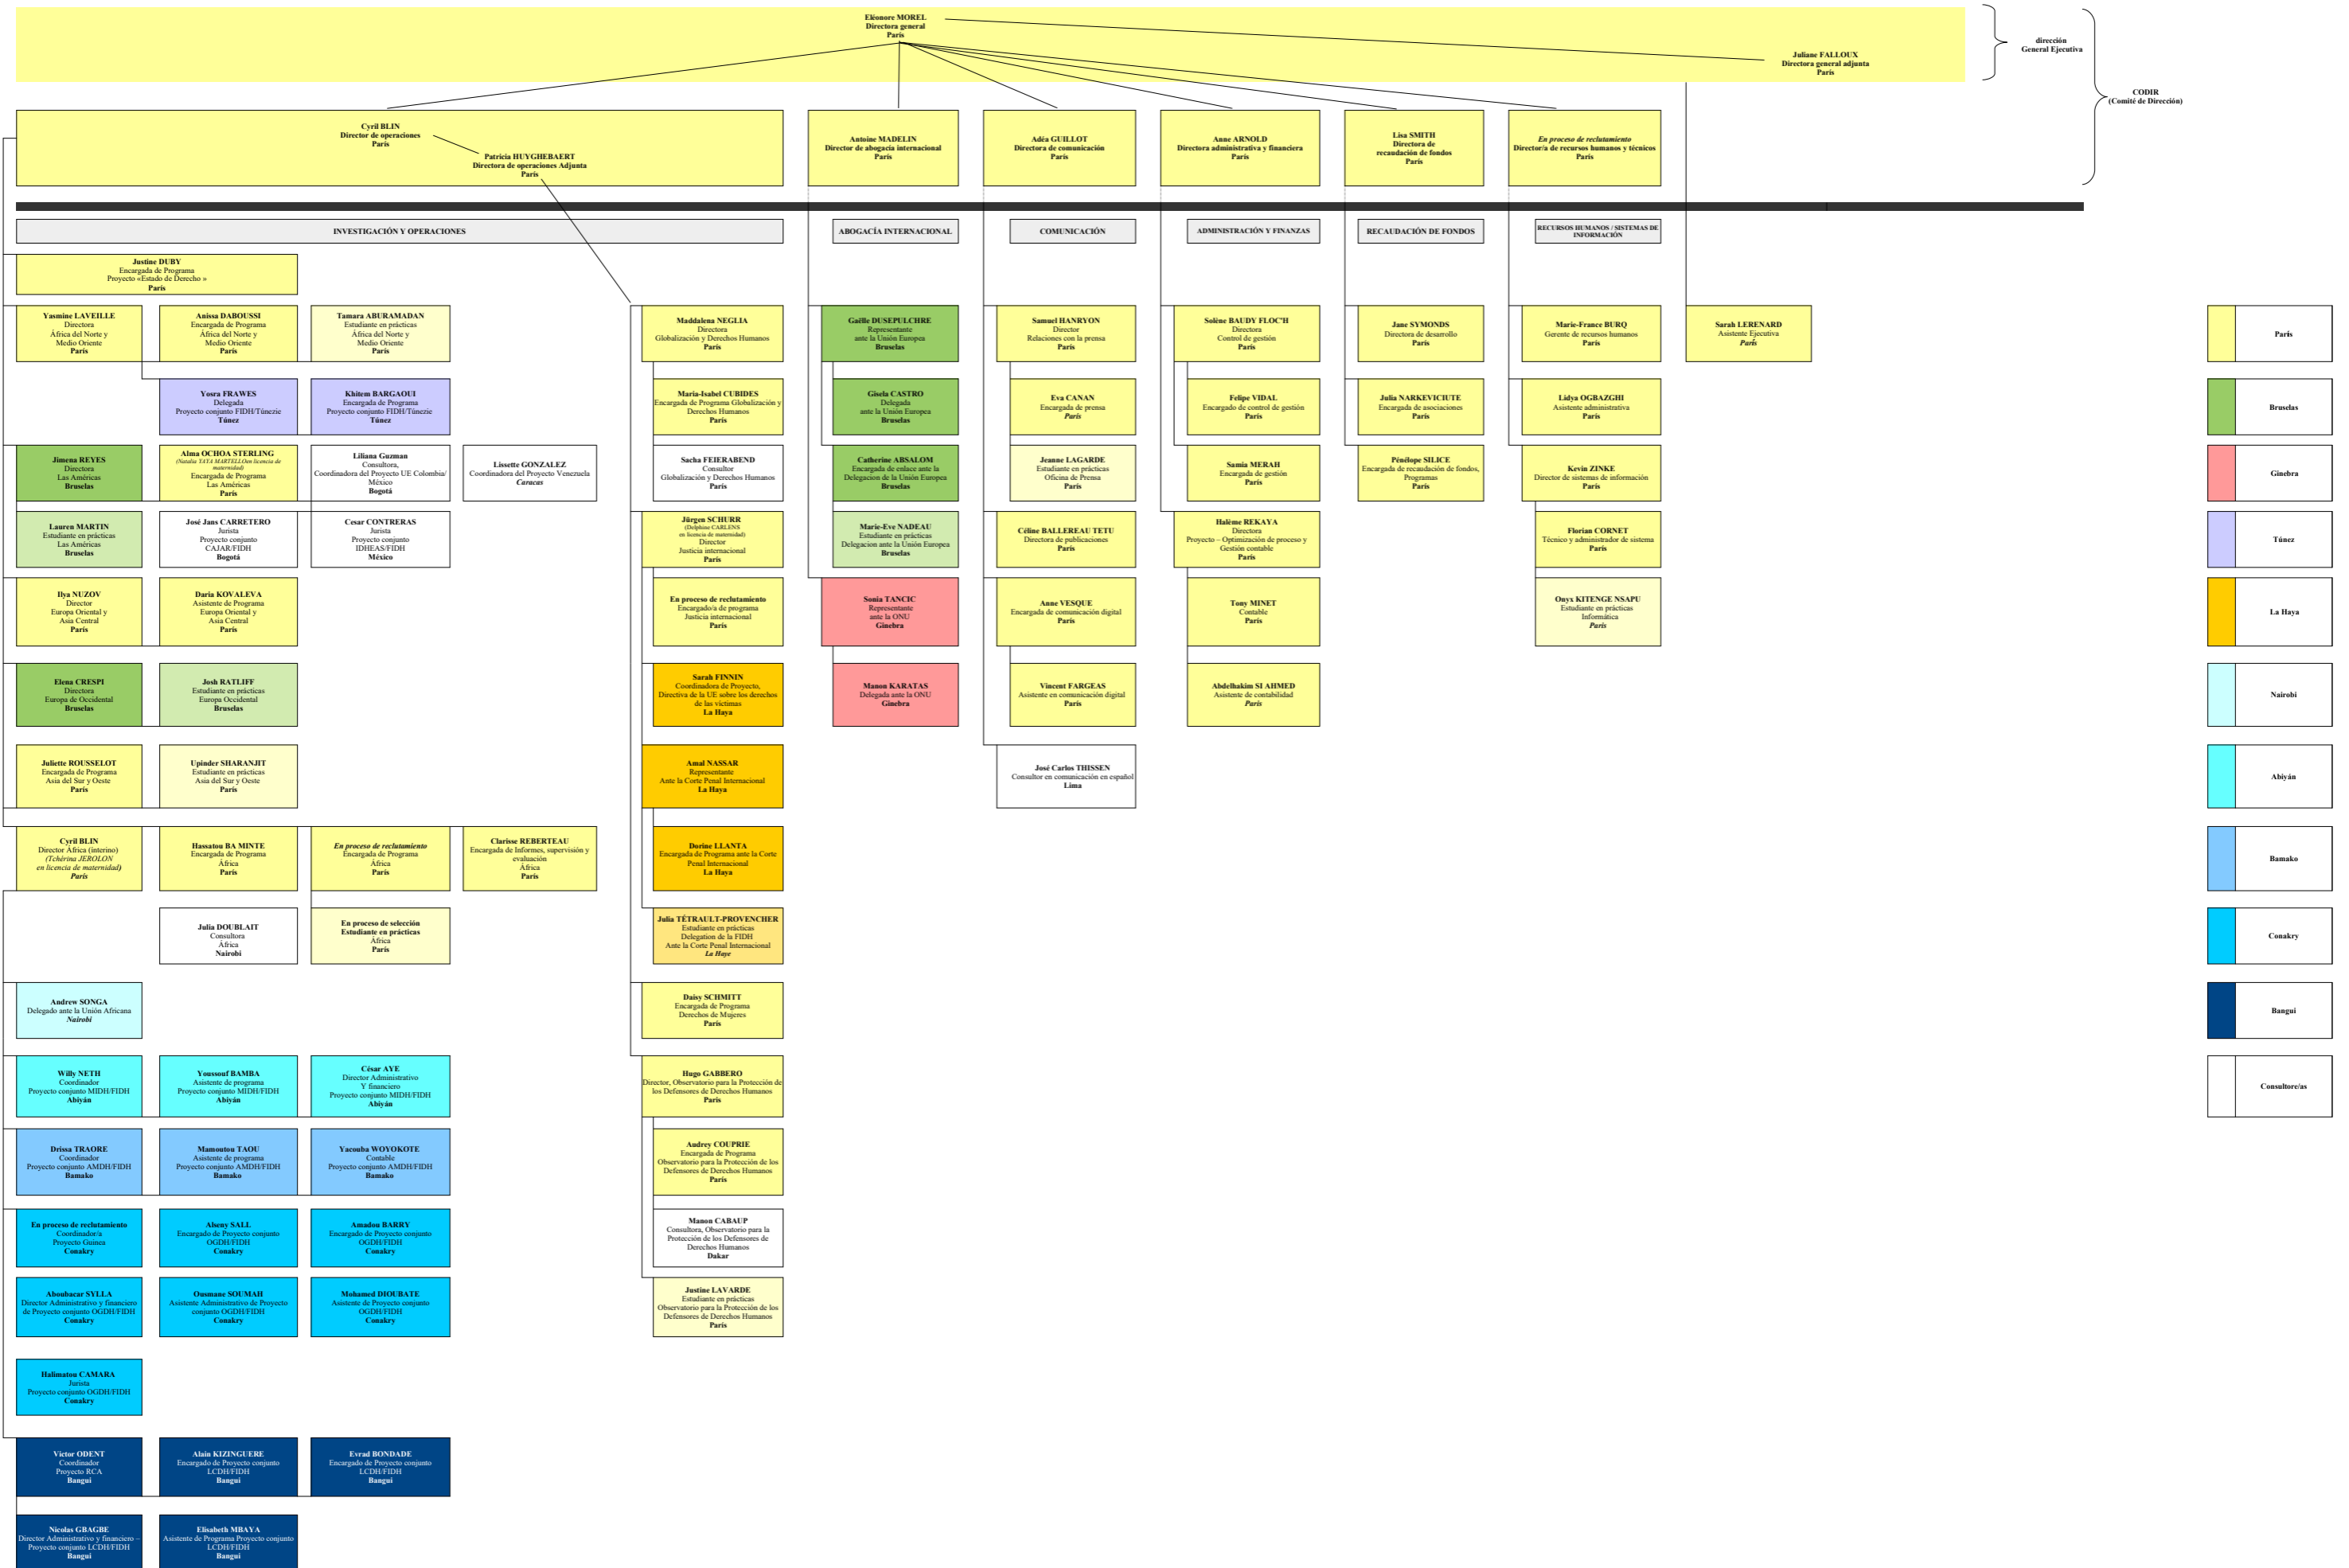 Eléonore MOREL
Directora general
París
Juliane FALLOUX
Directora general adjunta
París
dirección
General Ejecutiva
CODIR
(Comité de Dirección)
Cyril BLIN
Director de operaciones
París
Patricia HUYGHEBAERT
Directora de operaciones Adjunta
París
Antoine MADELIN
Director de abogacía internacional
París
Adéa GUILLOT
Directora de comunicación
París
Anne ARNOLD
Directora administrativa y financiera
París
Lisa SMITH
Directora de
recaudación de fondos
París
En proceso de reclutamiento
Director/a de recursos humanos y técnicos
París
INVESTIGACIÓN Y OPERACIONES
ABOGACÍA INTERNACIONAL
COMUNICACIÓN
ADMINISTRACIÓN Y FINANZAS
RECAUDACIÓN DE FONDOS
RECURSOS HUMANOS / SISTEMAS DE
INFORMACIÓN
Justine DUBY
Encargada de Programa
Proyecto «Estado de Derecho »
París
Yasmine LAVEILLE
Directora
África del Norte y
Medio Oriente
París
Anissa DABOUSSI
Encargada de Programa
África del Norte y
Medio Oriente
París
Tamara ABURAMADAN
Estudiante en prácticas
África del Norte y
Medio Oriente
París
Maddalena NEGLIA
Directora
Globalización y Derechos Humanos
París
Gaëlle DUSEPULCHRE
Representante
ante la Unión Europea
Bruselas
Samuel HANRYON
Director
Relaciones con la prensa
París
Solène BAUDY FLOC'H
Directora
Control de gestión
París
Jane SYMONDS
Directora de desarrollo
París
Marie-France BURQ
Gerente de recursos humanos
París
Sarah LERENARD
Asistente Ejecutiva
París
París
Yosra FRAWES
Delegada
Proyecto conjunto FIDH/Túnezie
Túnez
Khitem BARGAOUI
Encargada de Programa
Proyecto conjunto FIDH/Túnezie
Túnez
Maria-Isabel CUBIDES
Encargada de Programa Globalización y
Derechos Humanos
París
Gisela CASTRO
Delegada
ante la Unión Europea
Bruselas
Eva CANAN
Encargada de prensa
París
Felipe VIDAL
Encargado de control de gestión
París
Julia NARKEVICIUTE
Encargada de asociaciones
París
Lidya OGBAZGHI
Asistente administrativa
París
Bruselas
Jimena REYES
Directora
Las Américas
Bruselas
Alma OCHOA STERLING
(Natalia YAYA MARTELLOen licencia de
maternidad)
Encargada de Programa
Las Américas
París
Liliana Guzman
Consultora,
Coordinadora del Proyecto UE Colombia/
México
Bogotá
Lissette GONZALEZ
Coordinadora del Proyecto Venezuela
Caracas
Sacha FEIERABEND
Consultor
Globalización y Derechos Humanos
París
Catherine ABSALOM
Encargada de enlace ante la
Delegacion de la Unión Europea
Bruselas
Jeanne LAGARDE
Estudiante en prácticas
Oficina de Prensa
París
Samia MERAH
Encargada de gestión
París
Pénélope SILICE
Encargada de recaudación de fondos,
Programas
París
Kevin ZINKE
Director de sistemas de información
París
Ginebra
Lauren MARTIN
Estudiante en prácticas
Las Américas
Bruselas
José Jans CARRETERO
Jurista
Proyecto conjunto
CAJAR/FIDH
Bogotá
Cesar CONTRERAS
Jurista
Proyecto conjunto
IDHEAS/FIDH
México
Jürgen SCHURR
(Delphine CARLENS
en licencia de maternidad)
Director
Justicia internacional
París
Marie-Eve NADEAU
Estudiante en prácticas
Delegacion ante la Unión Europea
Bruselas
Céline BALLEREAU TETU
Directora de publicaciones
París
Halème REKAYA
Directora
Proyecto – Optimización de proceso y
Gestión contable
París
Florian CORNET
Técnico y administrador de sistema
París
Túnez
Ilya NUZOV
Director
Europa Oriental y
Asia Central
París
Daria KOVALEVA
Asistente de Programa
Europa Oriental y
Asia Central
París
En proceso de reclutamiento
Encargado/a de programa
Justicia internacional
París
Sonia TANCIC
Representante
ante la ONU
Ginebra
Anne VESQUE
Encargada de comunicación digital
París
Tony MINET
Contable
París
Onyx KITENGE NSAPU
Estudiante en prácticas
Informática
París
La Haya
Elena CRESPI
Directora
Europa de Occidental
Bruselas
Josh RATLIFF
Estudiante en prácticas
Europa Occidental
Bruselas
Sarah FINNIN
Coordinadora de Proyecto,
Directiva de la UE sobre los derechos
de las víctimas
La Haya
Manon KARATAS
Delegada ante la ONU
Ginebra
Vincent FARGEAS
Asistente en comunicación digital
París
Abdelhakim SI AHMED
Asistente de contabilidad
París
Nairobi
Juliette ROUSSELOT
Encargada de Programa
Asia del Sur y Oeste
París
Upinder SHARANJIT
Estudiante en prácticas
Asia del Sur y Oeste
París
Amal NASSAR
Representante
Ante la Corte Penal Internacional
La Haya
José Carlos THISSEN
Consultor en comunicación en español
Lima
Abiyán
Cyril BLIN
Director África (interino)
(Tchérina JEROLON
en licencia de maternidad)
París
Hassatou BA MINTE
Encargada de Programa
África
París
En proceso de reclutamiento
Encargada de Programa
África
París
Clarisse REBERTEAU
Encargada de Informes, supervisión y
evaluación
África
París
Dorine LLANTA
Encargada de Programa ante la Corte
Penal Internacional
La Haya
Bamako
Julia DOUBLAIT
Consultora
África
Nairobi
En proceso de selección
Estudiante en prácticas
África
París
Julia TÉTRAULT-PROVENCHER
Estudiante en prácticas
Delegation de la FIDH
Ante la Corte Penal Internacional
La Haye
Conakry
Andrew SONGA
Delegado ante la Unión Africana
Nairobi
Daisy SCHMITT
Encargada de Programa
Derechos de Mujeres
París
Bangui
Willy NETH
Coordinador
Proyecto conjunto MIDH/FIDH
Abiyán
Youssouf BAMBA
Asistente de programa
Proyecto conjunto MIDH/FIDH
Abiyán
César AYE
Director Administrativo
Y financiero
Proyecto conjunto MIDH/FIDH
Abiyán
Hugo GABBERO
Director, Observatorio para la Protección de
los Defensores de Derechos Humanos
París
Consultore/as
Drissa TRAORE
Coordinador
Proyecto conjunto AMDH/FIDH
Bamako
Mamoutou TAOU
Asistente de programa
Proyecto conjunto AMDH/FIDH
Bamako
Yacouba WOYOKOTE
Contable
Proyecto conjunto AMDH/FIDH
Bamako
Audrey COUPRIE
Encargada de Programa
Observatorio para la Protección de los
Defensores de Derechos Humanos
París
En proceso de reclutamiento
Coordinador/a
Proyecto Guinea
Conakry
Alseny SALL
Encargado de Proyecto conjunto
OGDH/FIDH
Conakry
Amadou BARRY
Encargado de Proyecto conjunto
OGDH/FIDH
Conakry
Manon CABAUP
Consultora, Observatorio para la
Protección de los Defensores de
Derechos Humanos
Dakar
Aboubacar SYLLA
Director Administrativo y financiero
de Proyecto conjunto OGDH/FIDH
Conakry
Ousmane SOUMAH
Asistente Administrativo de Proyecto
conjunto OGDH/FIDH
Conakry
Mohamed DIOUBATE
Asistente de Proyecto conjunto
OGDH/FIDH
Conakry
Justine LAVARDE
Estudiante en prácticas
Observatorio para la Protección de los
Defensores de Derechos Humanos
París
Halimatou CAMARA
Jurista
Proyecto conjunto OGDH/FIDH
Conakry
Victor ODENT
Coordinador
Proyecto RCA
Bangui
Alain KIZINGUERE
Encargado de Proyecto conjunto
LCDH/FIDH
Bangui
Evrad BONDADE
Encargado de Proyecto conjunto
LCDH/FIDH
Bangui
Nicolas GBAGBE
Director Administrativo y financiero –
Proyecto conjunto LCDH/FIDH
Bangui
Elisabeth MBAYA
Asistente de Programa Proyecto conjunto
LCDH/FIDH
Bangui